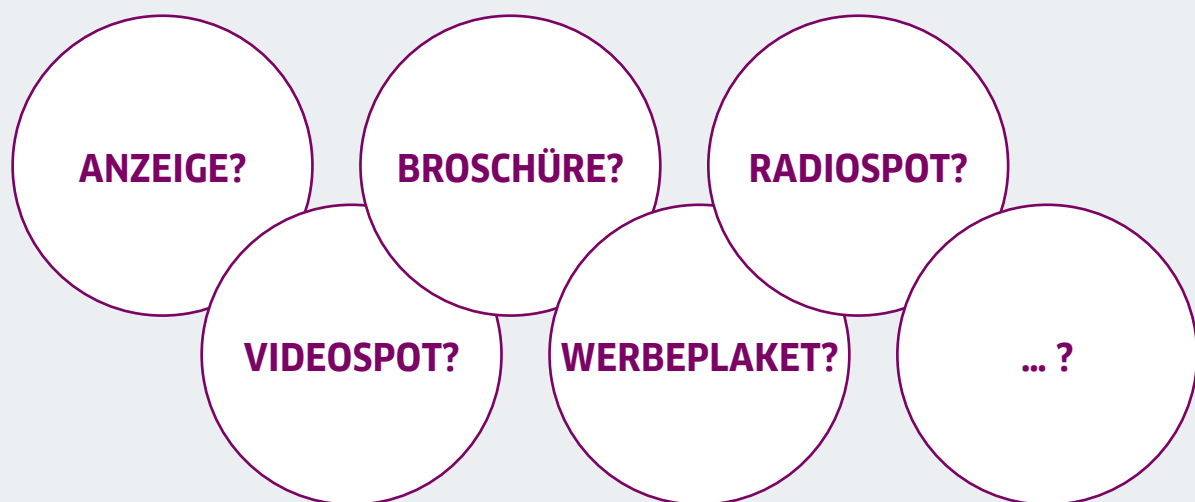 ANZEIGE?
BROSCHÜRE?
RADIOSPOT?
VIDEOSPOT?
WERBEPLAKET?
... ?